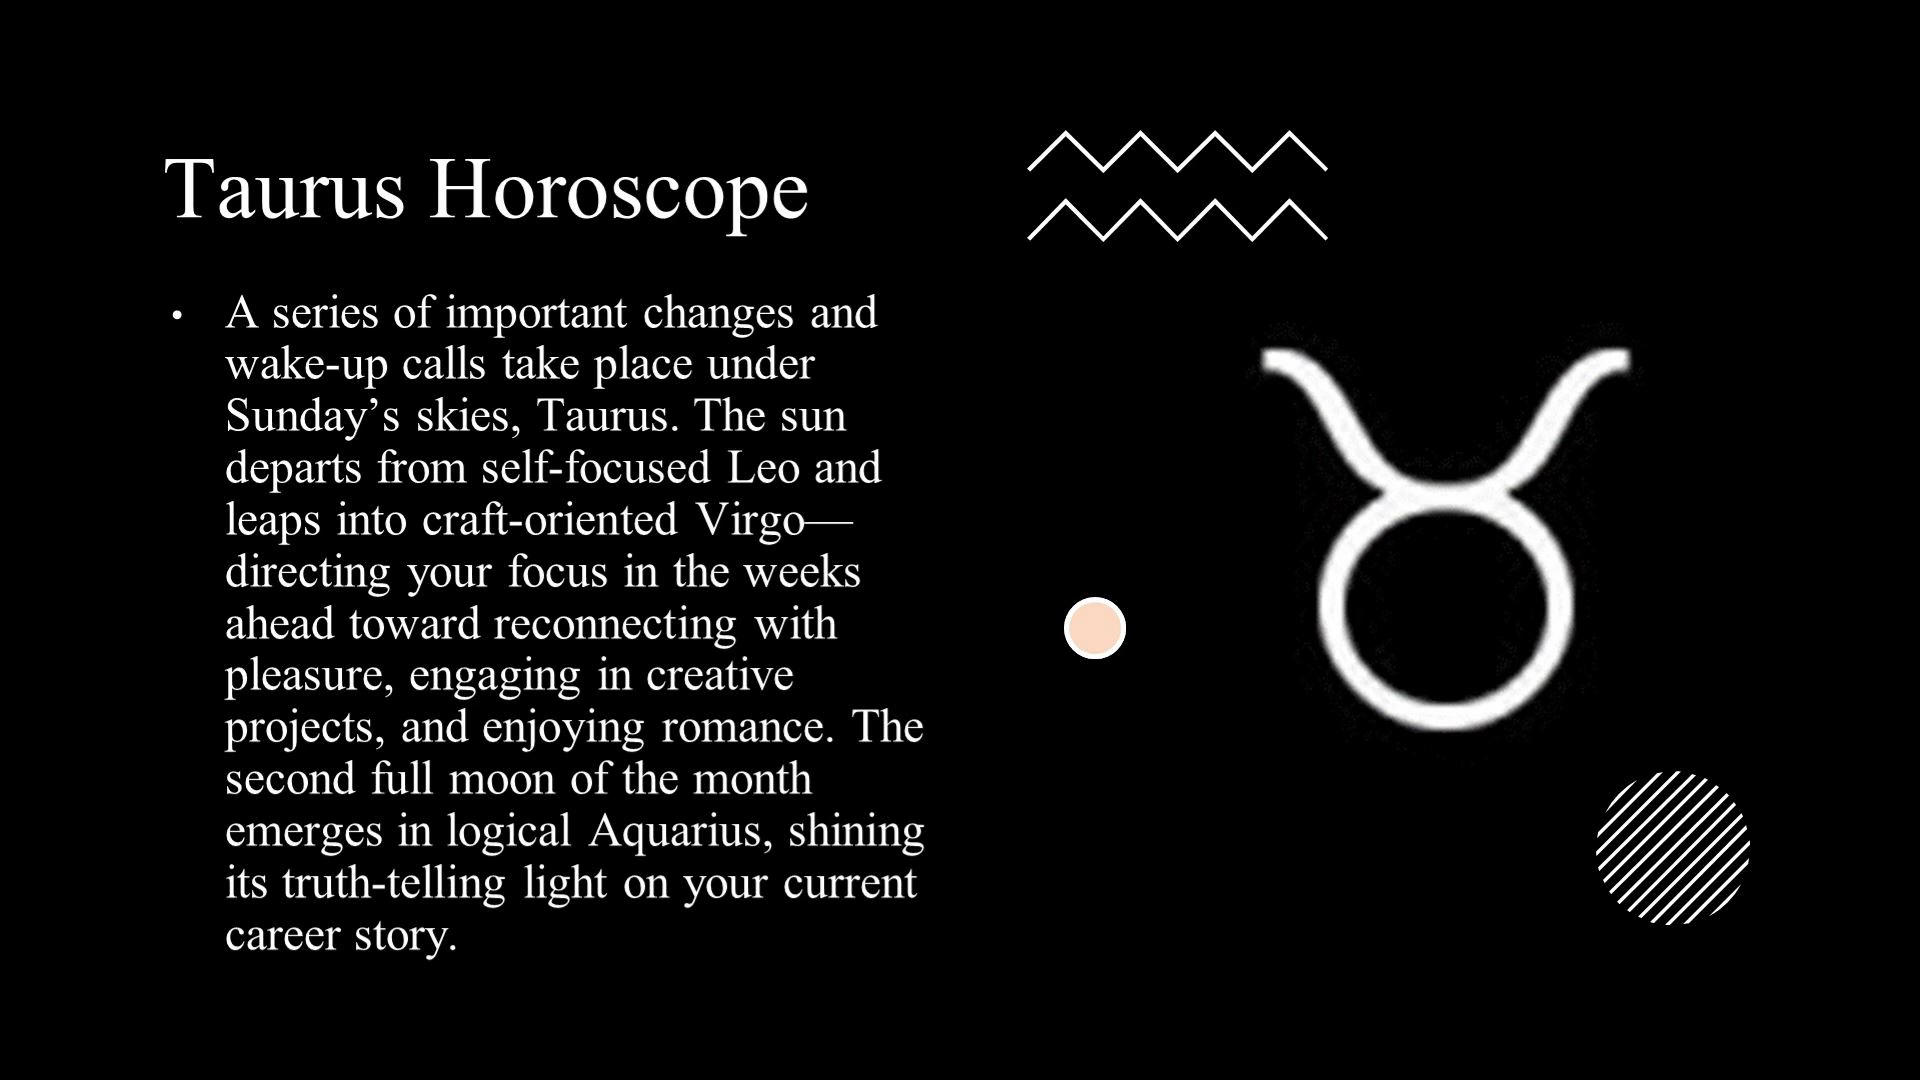 Taurus Horoscope
• A series of important changes and
wake-up calls take place under
Sunday’s skies, Taurus. The sun
departs from self-focused Leo and
leaps into craft-oriented Virgo—
directing your focus in the weeks
ahead toward reconnecting with
pleasure, engaging in creative
projects, and enjoying romance. The
second full moon of the month
emerges in logical Aquarius, shining
its truth-telling light on your current
career story.